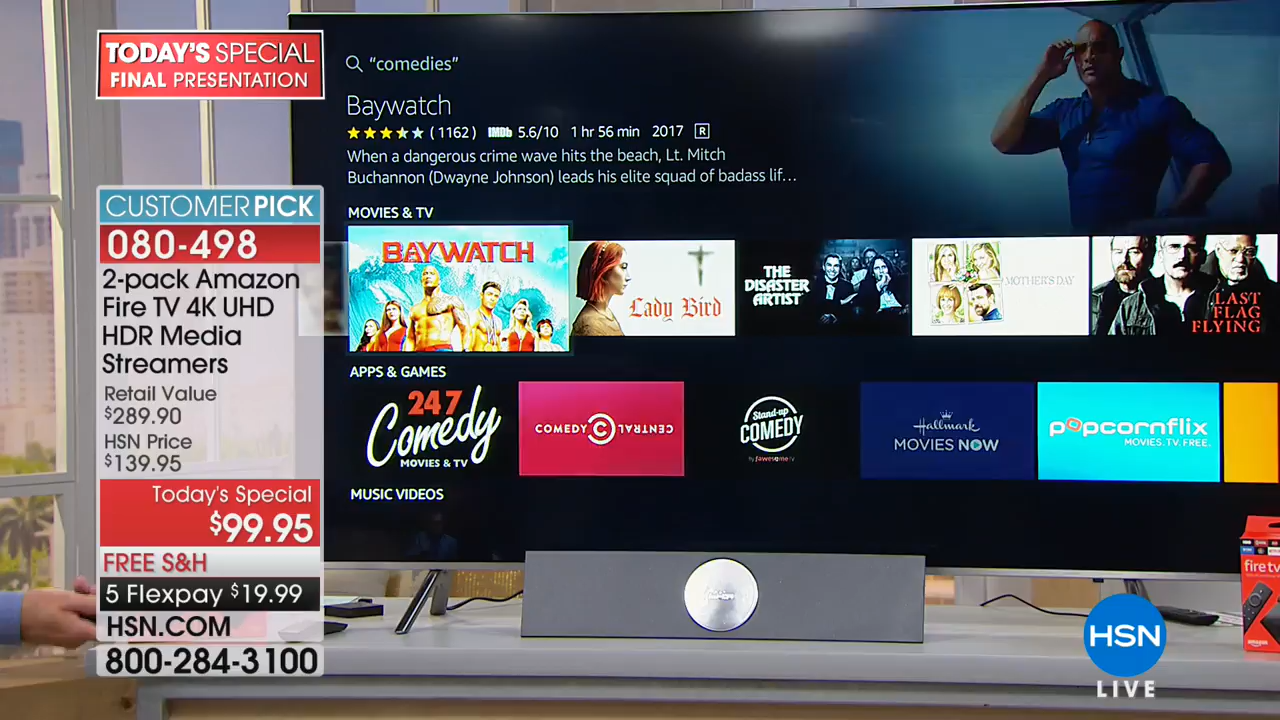 TODAY'S SPECIAL
FINAL PRESENTATION
CUSTOMER PICK
080-498
2-pack Amazon
Fire TV 4K UHD
HDR Media
Streamers
Retail Value
$289.90
HSN Price
$139.95
Today's Special
$99.95
FREE S&H
5 Flexpay $19.99
HSN.COM
800-284-3100
"comedies"
Baywatch
(1162) IMDb 5.6/10 1 hr 56 min 2017 R
When a dangerous crime wave hits the beach, Lt. Mitch
Buchannon (Dwayne Johnson) leads his elite squad of badass lif...
MOVIES & TV
BAYWATCH
Lady Bird
THE
DISASTER
ARTIST
MOTHER'S DAY
LAST
FLAG
FLYING
APPS & GAMES
247
Comedy
MOVIES & TV
COMEDY CENTRAL
Stand-up
COMEDY
by fawesome tv
Hallmark
MOVIES NOW
popcornflix
MOVIES. TV. FREE.
MUSIC VIDEOS
fire tv
amazon
HSN
LIVE